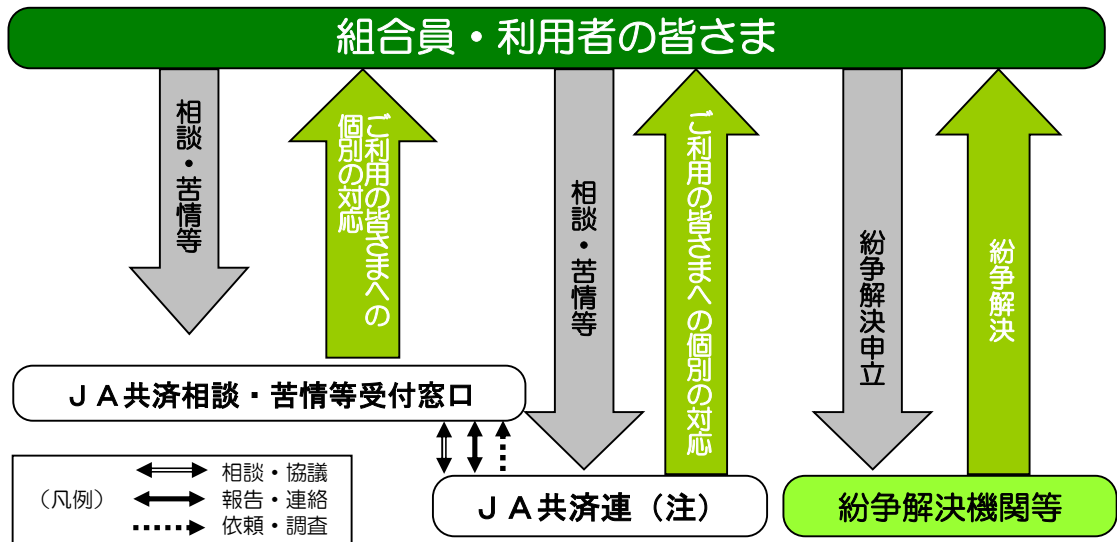 組合員・利用者の皆さま
相談・苦情等
ご利用の皆さまへの
個別の対応
相談・苦情等
ご利用の皆さまへの個別の対応
紛争解決申立
紛争解決
ＪＡ共済相談・苦情等受付窓口
（凡例）
相談・協議
報告・連絡
依頼・調査
ＪＡ共済連（注）
紛争解決機関等